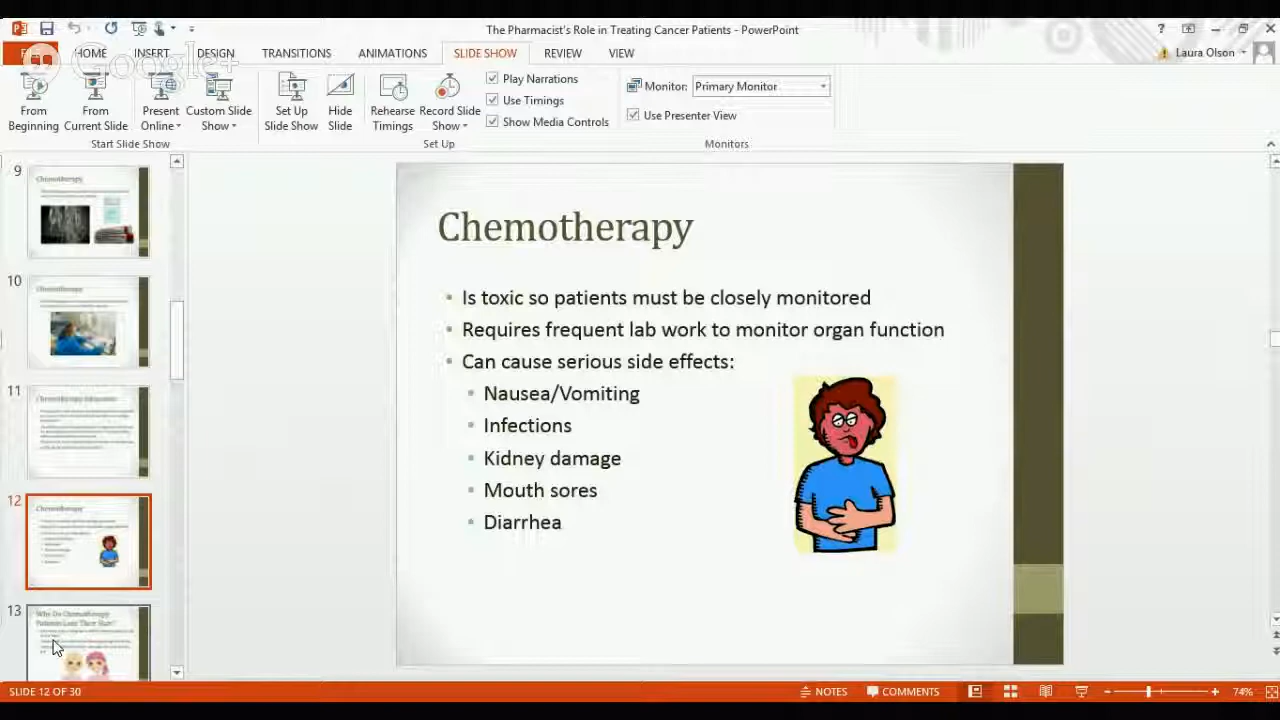 The Pharmacist's Role in Treating Cancer Patients - PowerPoint
?
HOME INSERT DESIGN TRANSITIONS ANIMATIONS SLIDE SHOW REVIEW VIEW
Laura Olson
Google+
From Beginning
From Current Slide
Present Online
Custom Slide Show
Set Up Slide Show
Hide Slide
Rehearse Timings
Record Slide Show
Play Narrations
Use Timings
Show Media Controls
Monitor: Primary Monitor
Use Presenter View
Start Slide Show
Set Up
Monitors
9
Chemotherapy
10
Chemotherapy
11
12
Chemotherapy
13
Why Do Chemotherapy
Patients Lose Their Hair?
Chemotherapy
Is toxic so patients must be closely monitored
Requires frequent lab work to monitor organ function
Can cause serious side effects:
Nausea/Vomiting
Infections
Kidney damage
Mouth sores
Diarrhea
SLIDE 12 OF 30
NOTES
COMMENTS
74%